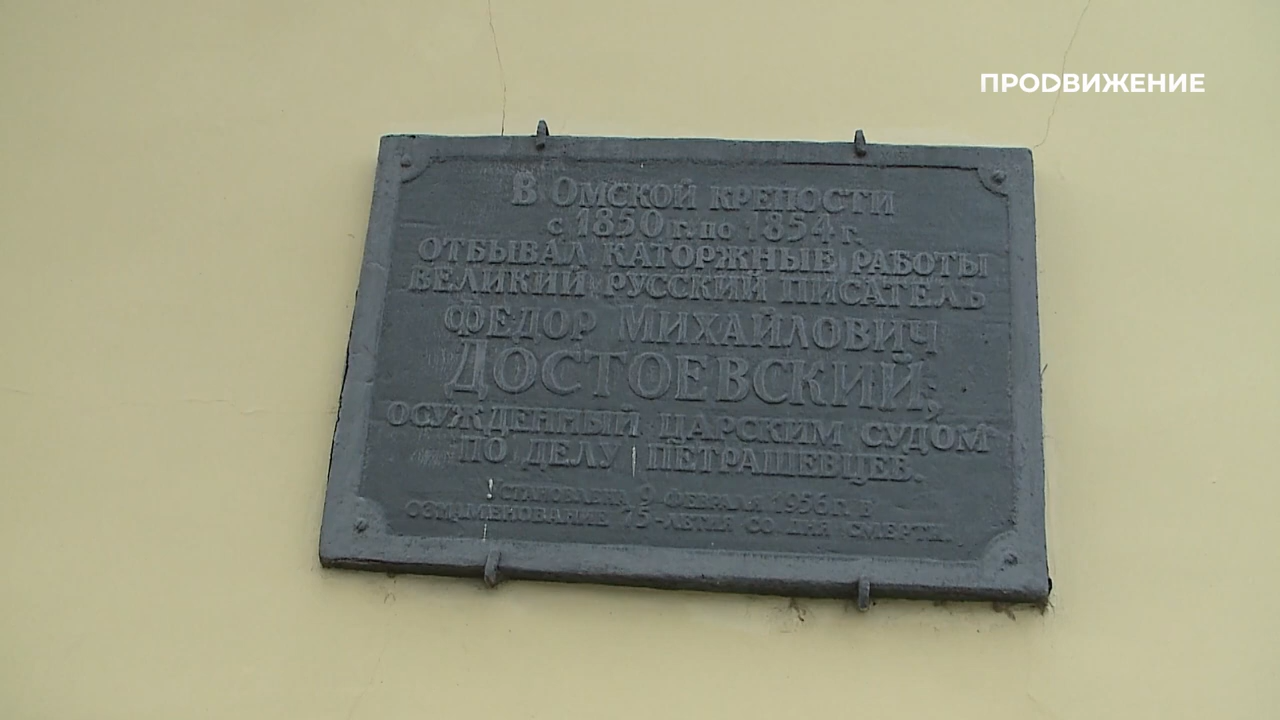 ПРОДВИЖЕНИЕ
В Омской крепости
с 1850 г. по 1854 г.
отбывал каторжные работы
великий русский писатель
Федор Михайлович
Достоевский,
осужденный царским судом
по делу петрашевцев.
Установлена 9 февраля 1956 г. в
ознаменование 75-летия со дня смерти.